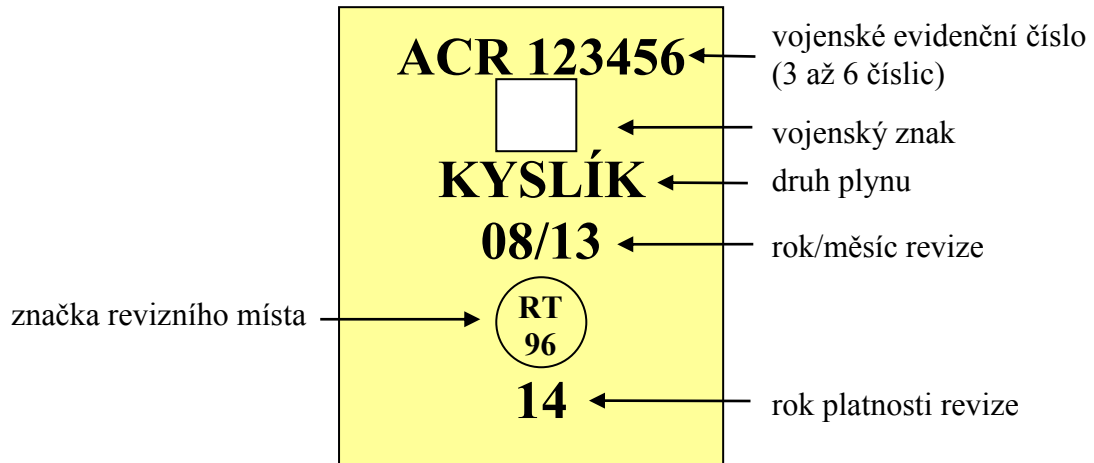 ACR 123456
vojenské evidenční číslo
(3 až 6 číslic)
vojenský znak
KYSLÍK
druh plynu
08/13
rok/měsíc revize
značka revizního místa
RT
96
14
rok platnosti revize